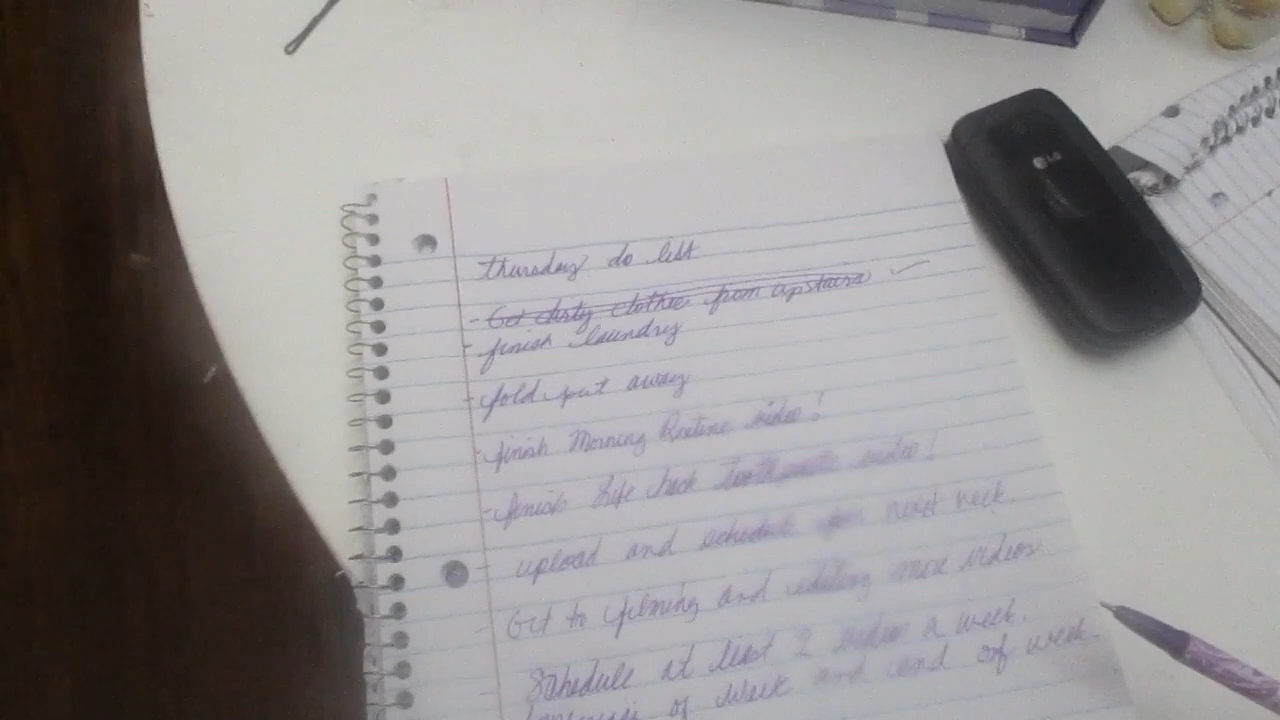 LG
thursday do list
- Get dirty clothes from upstairs ✓
- finish laundry
- fold put away
- finish Morning Routine video!
- finish Life hack video!
- upload and schedule for next week.
- Get to filming and editing more videos.
- Schedule at least 2 videos a week.
of week and end of week